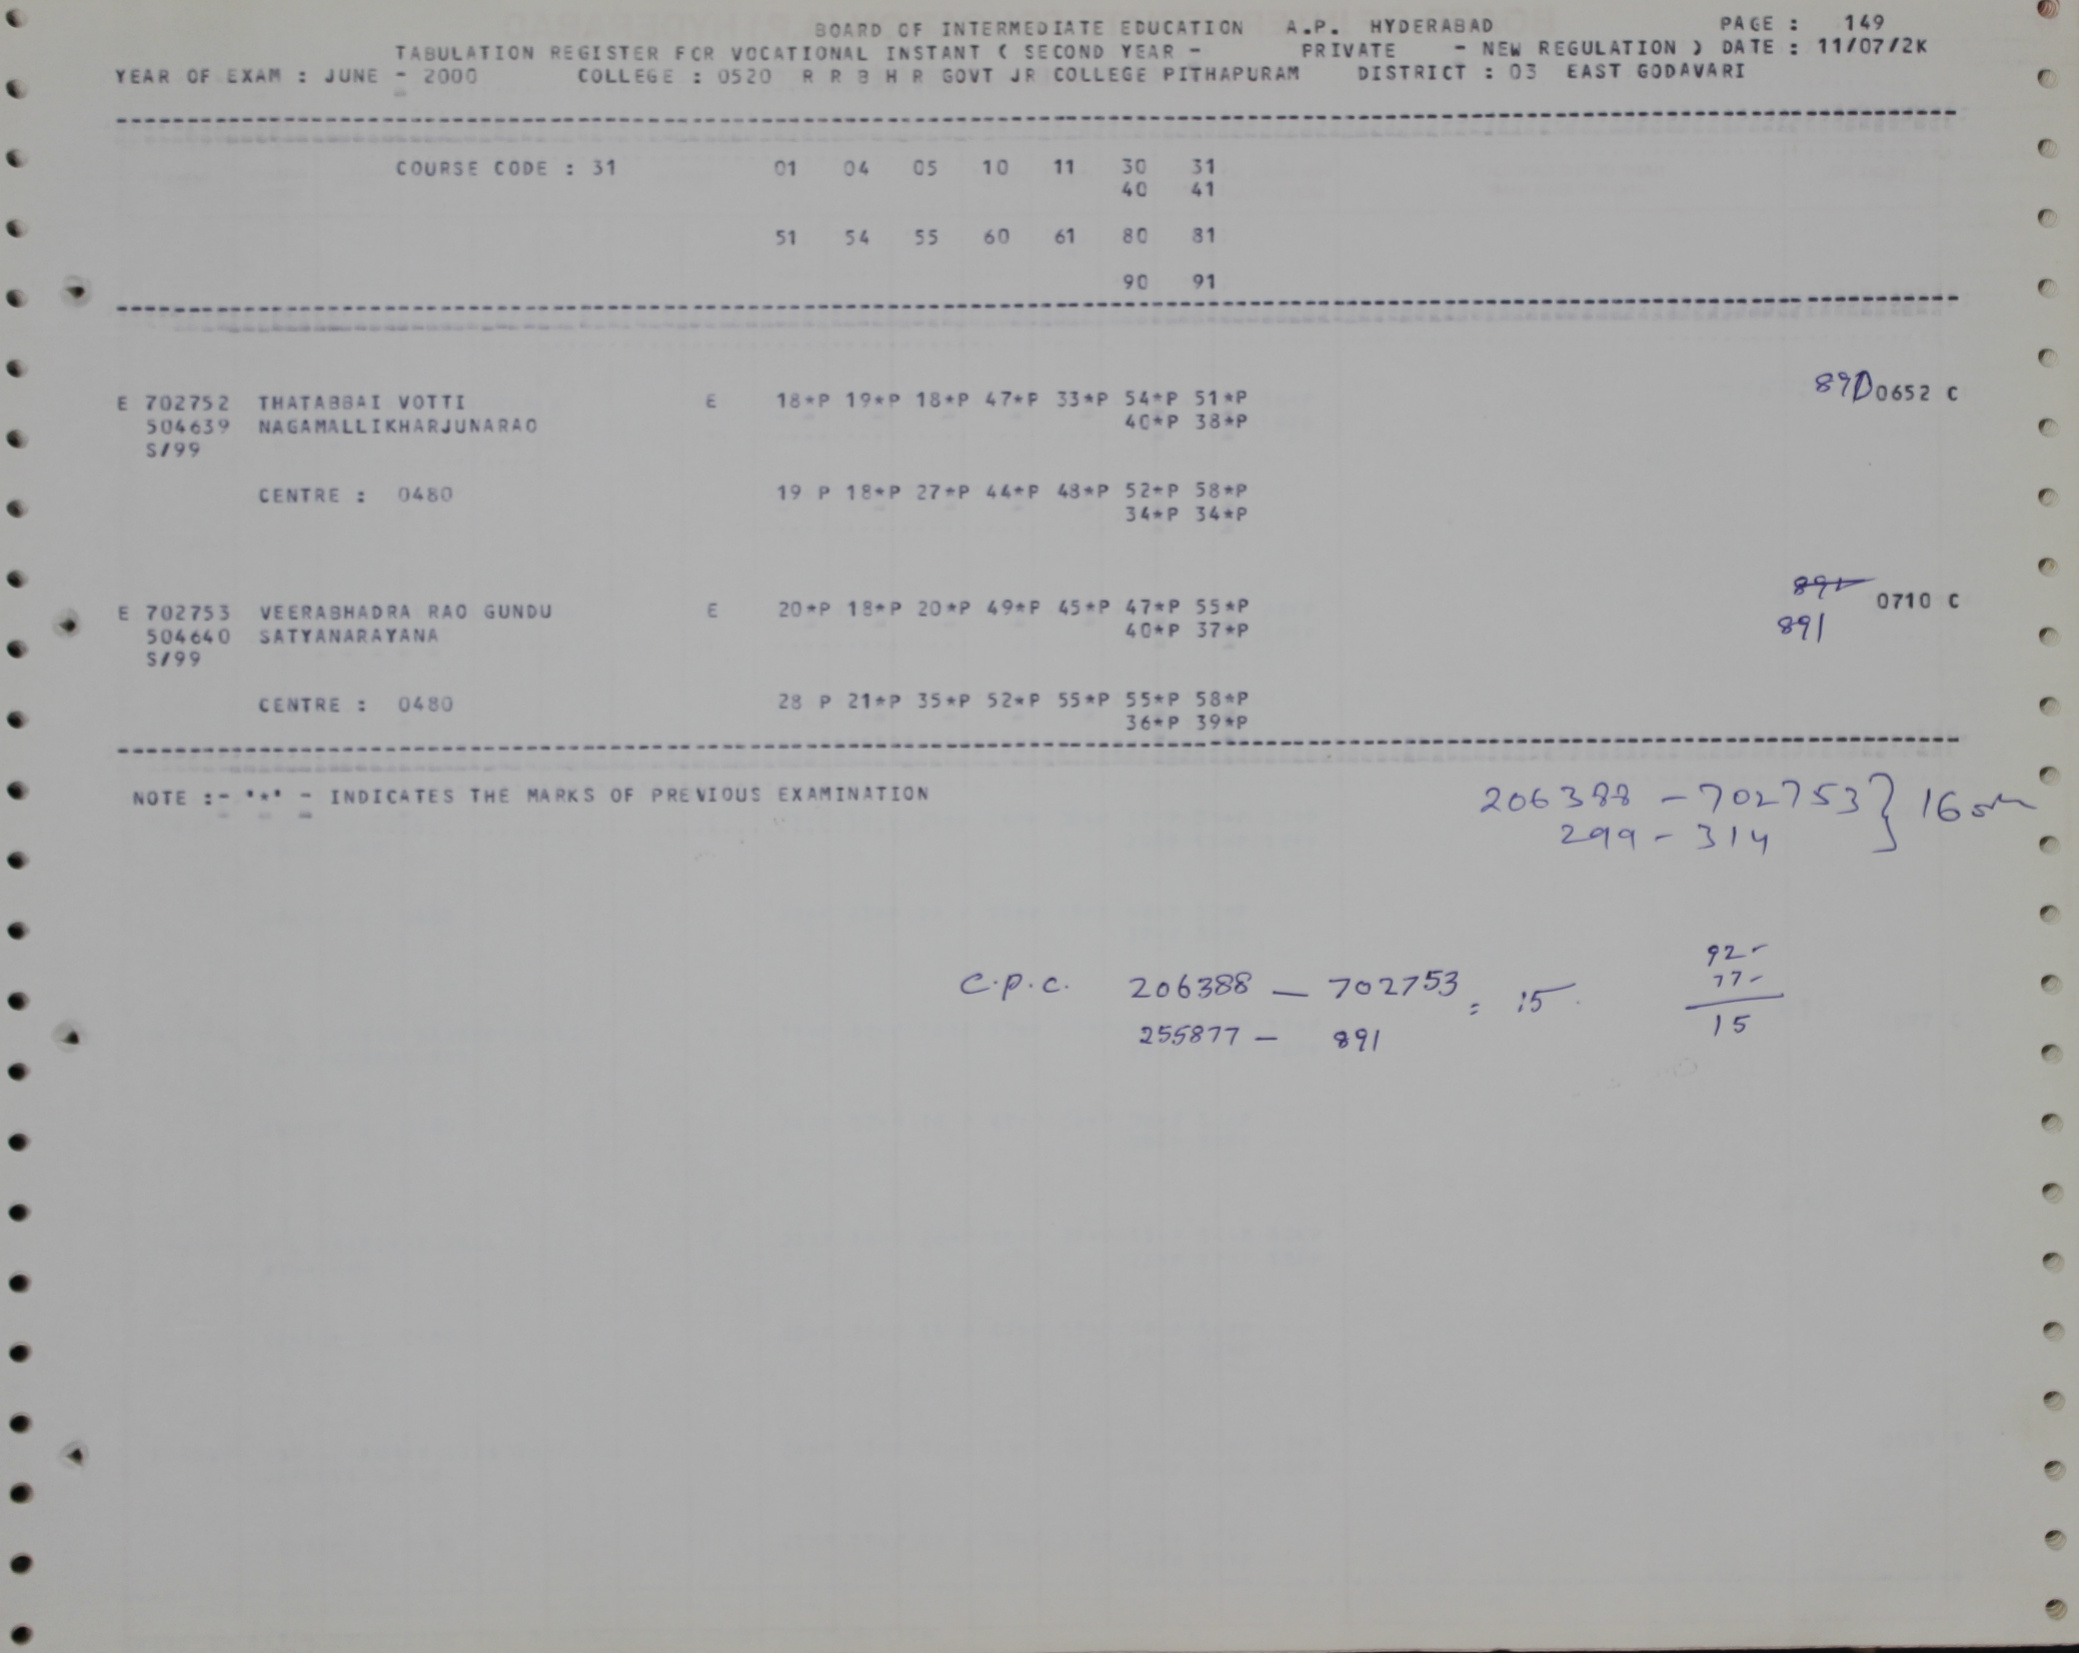 BOARD OF INTERMEDIATE EDUCATION A.P. HYDERABAD PAGE : 149
TABULATION REGISTER FOR VOCATIONAL INSTANT ( SECOND YEAR - PRIVATE - NEW REGULATION ) DATE : 11/07/2K
YEAR OF EXAM : JUNE - 2000 COLLEGE : 0520 R R B H R GOVT JR COLLEGE PITHAPURAM DISTRICT : 03 EAST GODAVARI
COURSE CODE : 31 01 04 05 10 11 30 31
40 41
51 54 55 60 61 80 81
90 91
E 702752 THATABBAI VOTTI E 18*P 19*P 18*P 47*P 33*P 54*P 51*P 890 0652 C
504639 NAGAMALLIKHARJUNARAO 40*P 38*P
S/99
CENTRE : 0480 19 P 18*P 27*P 44*P 48*P 52*P 58*P
34*P 34*P
E 702753 VEERABHADRA RAO GUNDU E 20*P 18*P 20*P 49*P 45*P 47*P 55*P 0710 C
504640 SATYANARAYANA 40*P 37*P 891
S/99
CENTRE : 0480 28 P 21*P 35*P 52*P 55*P 55*P 58*P
36*P 39*P
NOTE :- '*' - INDICATES THE MARKS OF PREVIOUS EXAMINATION
206388 - 702753 } 16
299 - 314
92-
77-
15
C.P.C. 206388 — 702753 = 15
255877 — 891